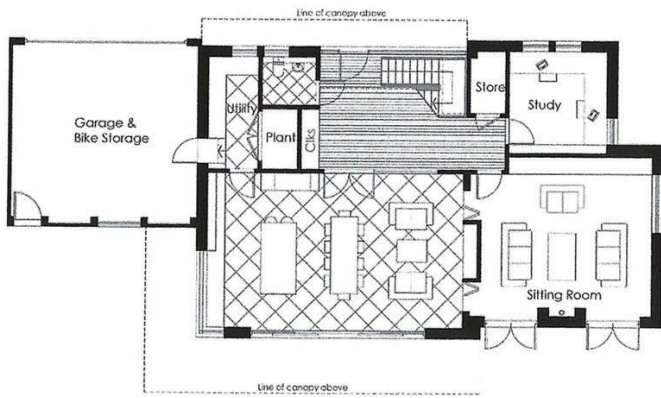 Line of canopy above
Garage &
Bike Storage
Utility
Plant
Clks
Store
Study
Sitting Room
Line of canopy above